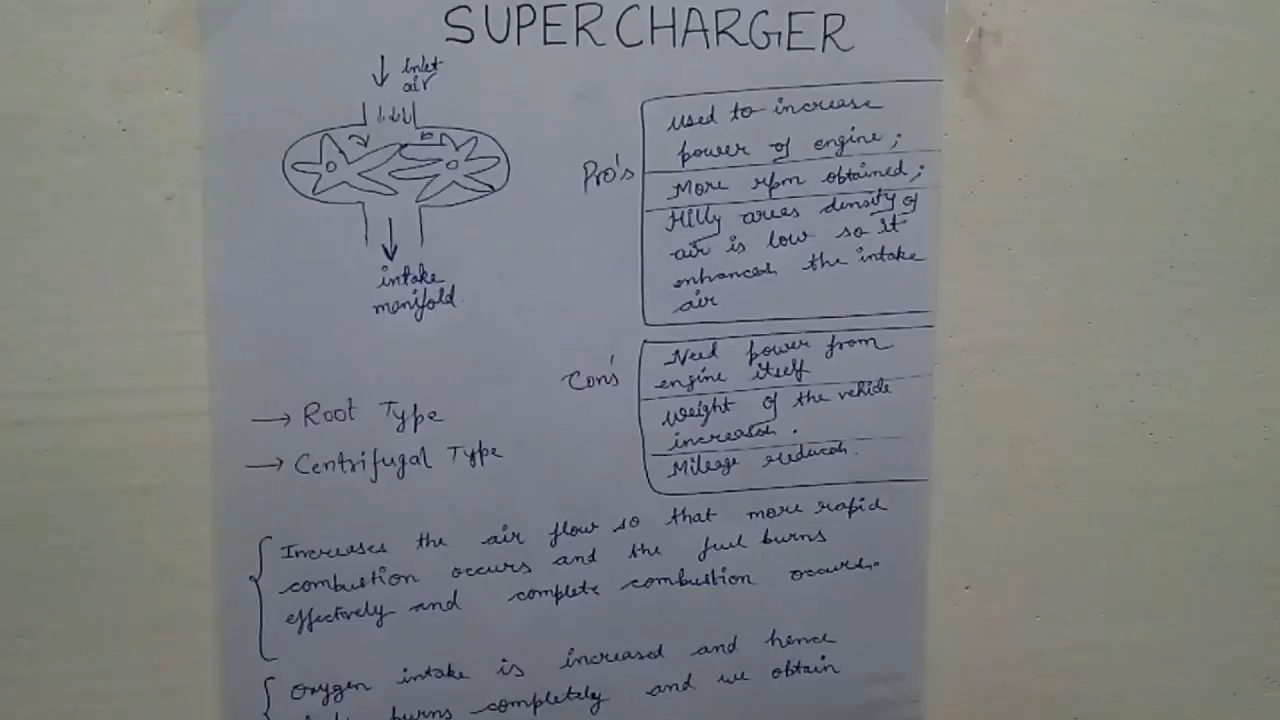 SUPERCHARGER
inlet
air
intake
manifold
Pro's
used to increase
power of engine;
More rpm obtained;
Hilly areas density of
air is low so It
enhances the intake
air
Con's
Need power from
engine itself
Weight of the vehicle
increases.
Mileage reduces.
→ Root Type
→ Centrifugal Type
Increases the air flow so that more rapid
combustion occurs and the fuel burns
effectively and complete combustion occurs.
Oxygen intake is increased and hence
burns completely and we obtain